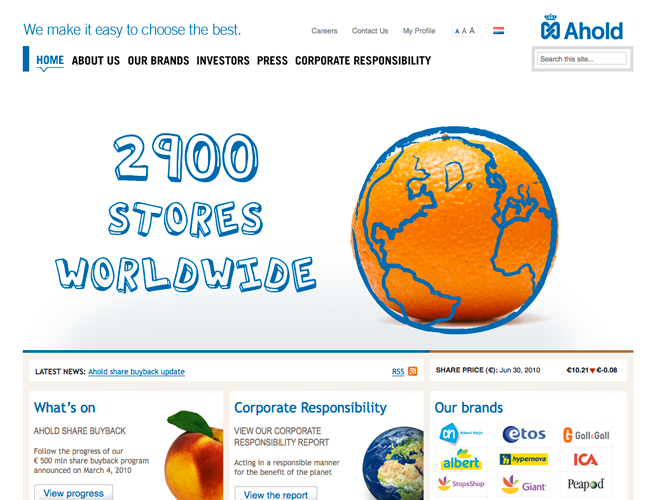 We make it easy to choose the best.
Careers Contact Us My Profile A A A
Ahold
HOME ABOUT US OUR BRANDS INVESTORS PRESS CORPORATE RESPONSIBILITY
Search this site...
2900
STORES
WORLDWIDE
LATEST NEWS: Ahold share buyback update RSS
SHARE PRICE (€): Jun 30, 2010 €10.21 €-0.08
What's on
AHOLD SHARE BUYBACK
Follow the progress of our
€ 500 mln share buyback program
announced on March 4, 2010
View progress
Corporate Responsibility
VIEW OUR CORPORATE
RESPONSIBILITY REPORT
Acting in a responsible manner
for the benefit of the planet
View the report
Our brands
Albert Heijn etos Gall&Gall
albert hypernova ICA
Stop&Shop Giant Peapod